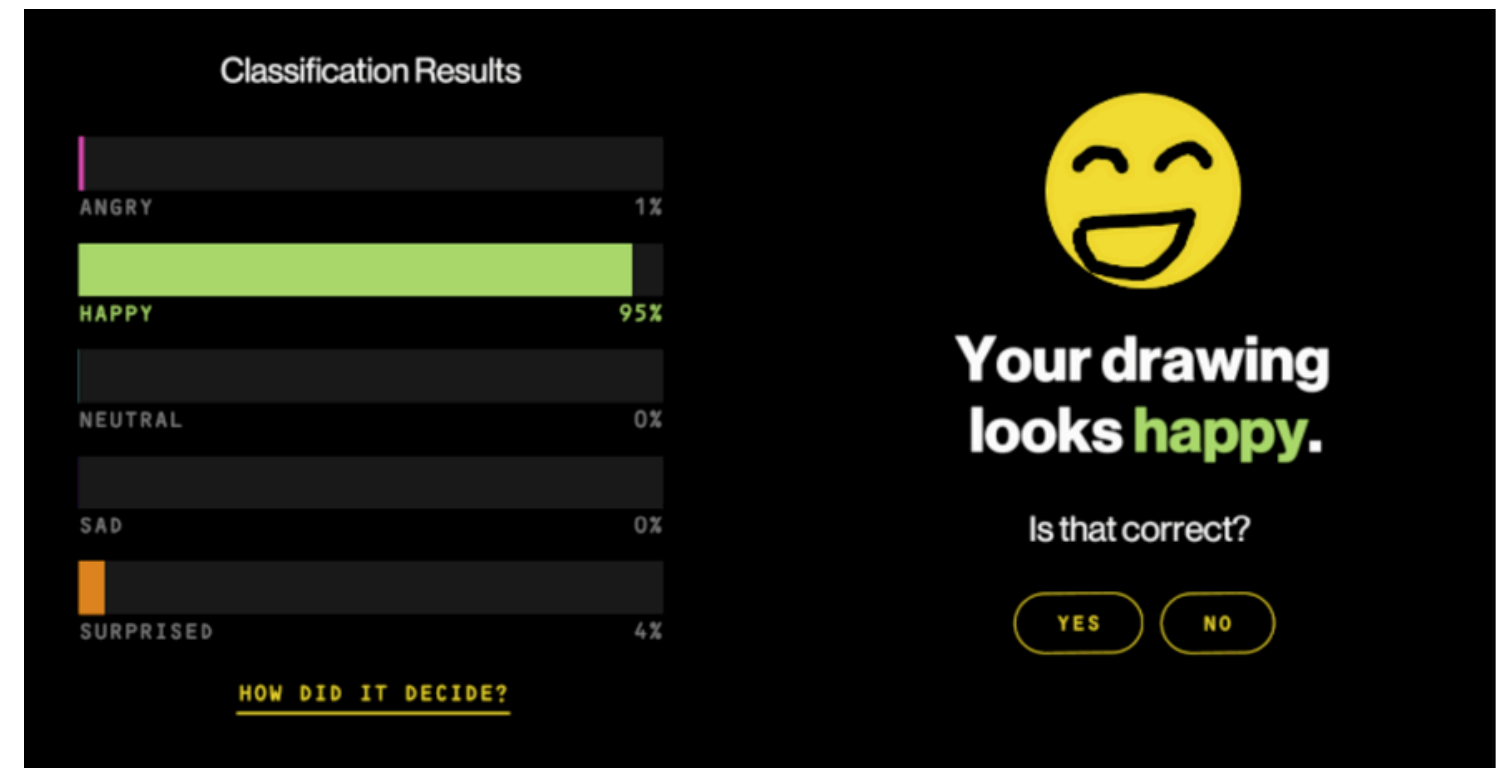 Classification Results
ANGRY 1%
HAPPY 95%
NEUTRAL 0%
SAD 0%
SURPRISED 4%
HOW DID IT DECIDE?
Your drawing
looks happy.
Is that correct?
YES NO